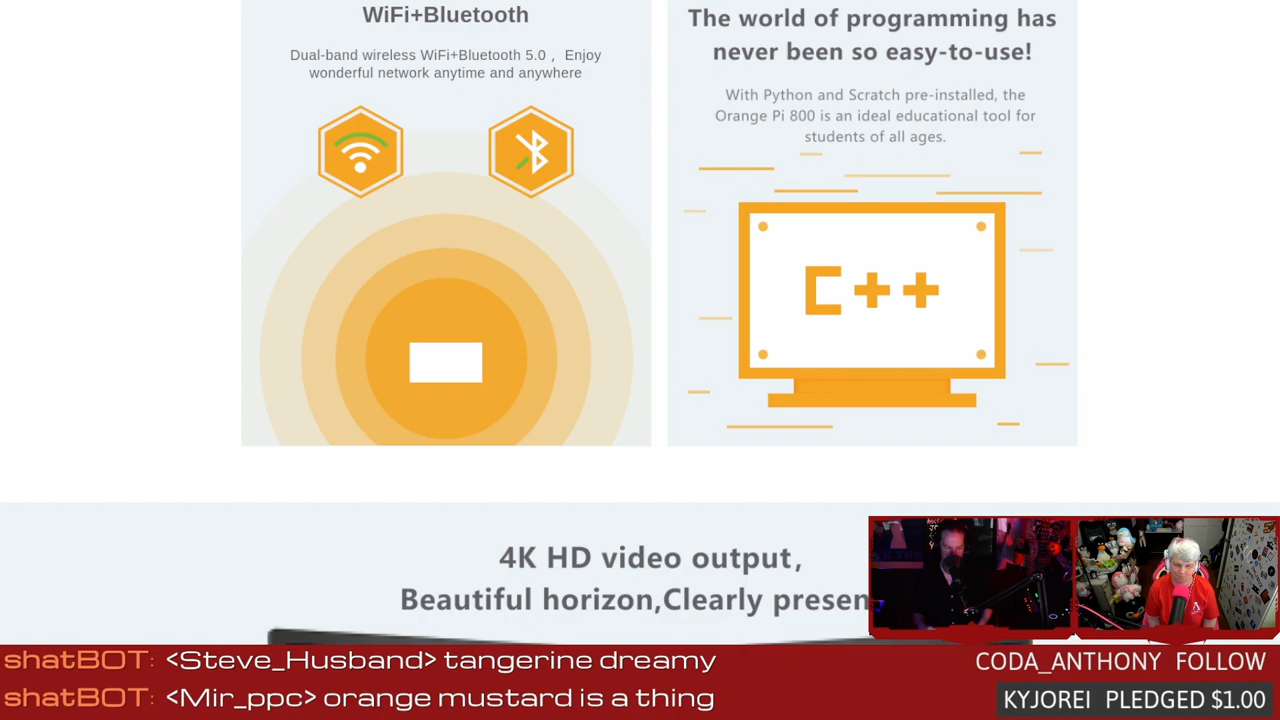 WiFi+Bluetooth
Dual-band wireless WiFi+Bluetooth 5.0 , Enjoy
wonderful network anytime and anywhere
The world of programming has
never been so easy-to-use!
With Python and Scratch pre-installed, the
Orange Pi 800 is an ideal educational tool for
students of all ages.
C++
4K HD video output,
Beautiful horizon,Clearly presen
shatBOT: <Steve_Husband> tangerine dreamy
shatBOT: <Mir_ppc> orange mustard is a thing
CODA_ANTHONY FOLLOW
KYJOREI PLEDGED $1.00